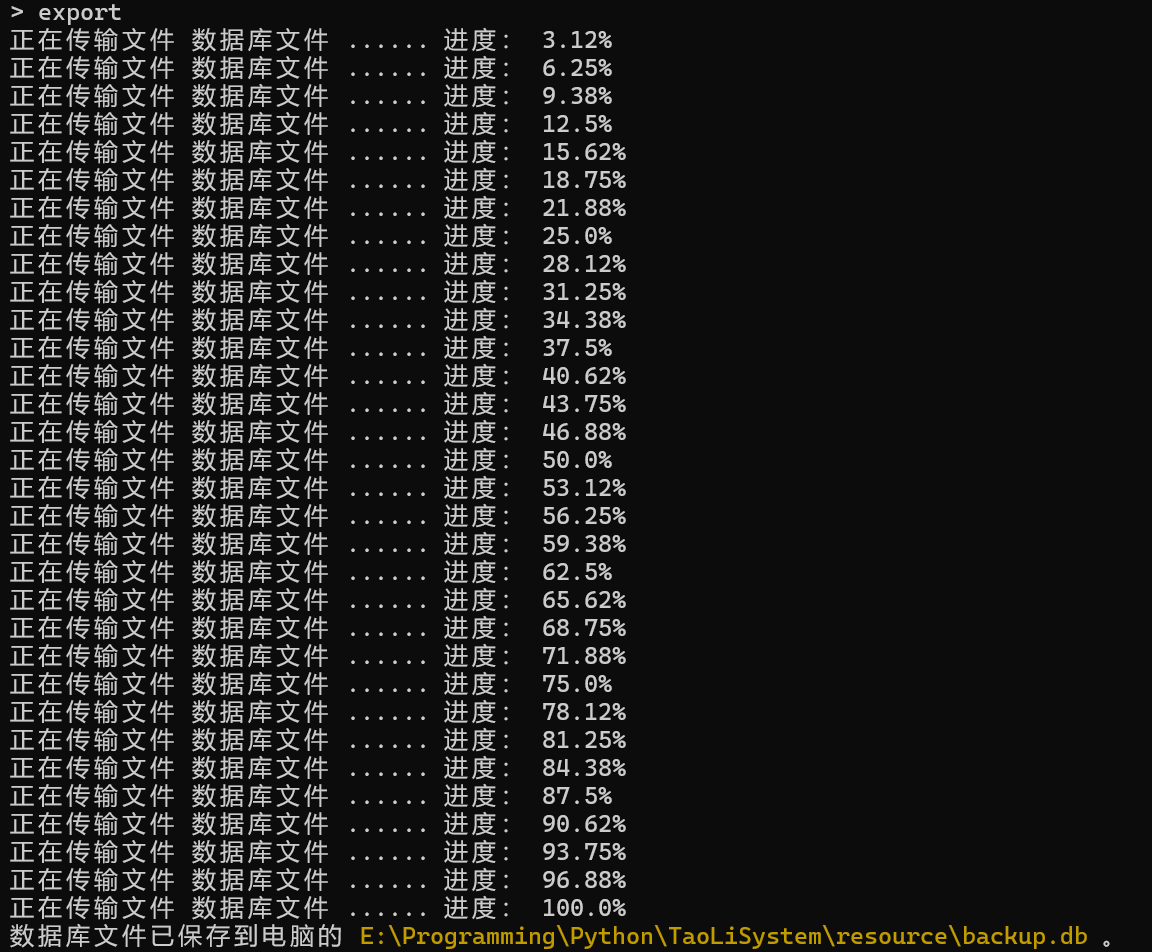 > export
正在传输文件 数据库文件 ...... 进度： 3.12%
正在传输文件 数据库文件 ...... 进度： 6.25%
正在传输文件 数据库文件 ...... 进度： 9.38%
正在传输文件 数据库文件 ...... 进度： 12.5%
正在传输文件 数据库文件 ...... 进度： 15.62%
正在传输文件 数据库文件 ...... 进度： 18.75%
正在传输文件 数据库文件 ...... 进度： 21.88%
正在传输文件 数据库文件 ...... 进度： 25.0%
正在传输文件 数据库文件 ...... 进度： 28.12%
正在传输文件 数据库文件 ...... 进度： 31.25%
正在传输文件 数据库文件 ...... 进度： 34.38%
正在传输文件 数据库文件 ...... 进度： 37.5%
正在传输文件 数据库文件 ...... 进度： 40.62%
正在传输文件 数据库文件 ...... 进度： 43.75%
正在传输文件 数据库文件 ...... 进度： 46.88%
正在传输文件 数据库文件 ...... 进度： 50.0%
正在传输文件 数据库文件 ...... 进度： 53.12%
正在传输文件 数据库文件 ...... 进度： 56.25%
正在传输文件 数据库文件 ...... 进度： 59.38%
正在传输文件 数据库文件 ...... 进度： 62.5%
正在传输文件 数据库文件 ...... 进度： 65.62%
正在传输文件 数据库文件 ...... 进度： 68.75%
正在传输文件 数据库文件 ...... 进度： 71.88%
正在传输文件 数据库文件 ...... 进度： 75.0%
正在传输文件 数据库文件 ...... 进度： 78.12%
正在传输文件 数据库文件 ...... 进度： 81.25%
正在传输文件 数据库文件 ...... 进度： 84.38%
正在传输文件 数据库文件 ...... 进度： 87.5%
正在传输文件 数据库文件 ...... 进度： 90.62%
正在传输文件 数据库文件 ...... 进度： 93.75%
正在传输文件 数据库文件 ...... 进度： 96.88%
正在传输文件 数据库文件 ...... 进度： 100.0%
数据库文件已保存到电脑的 E:\Programming\Python\TaoLiSystem\resource\backup.db 。